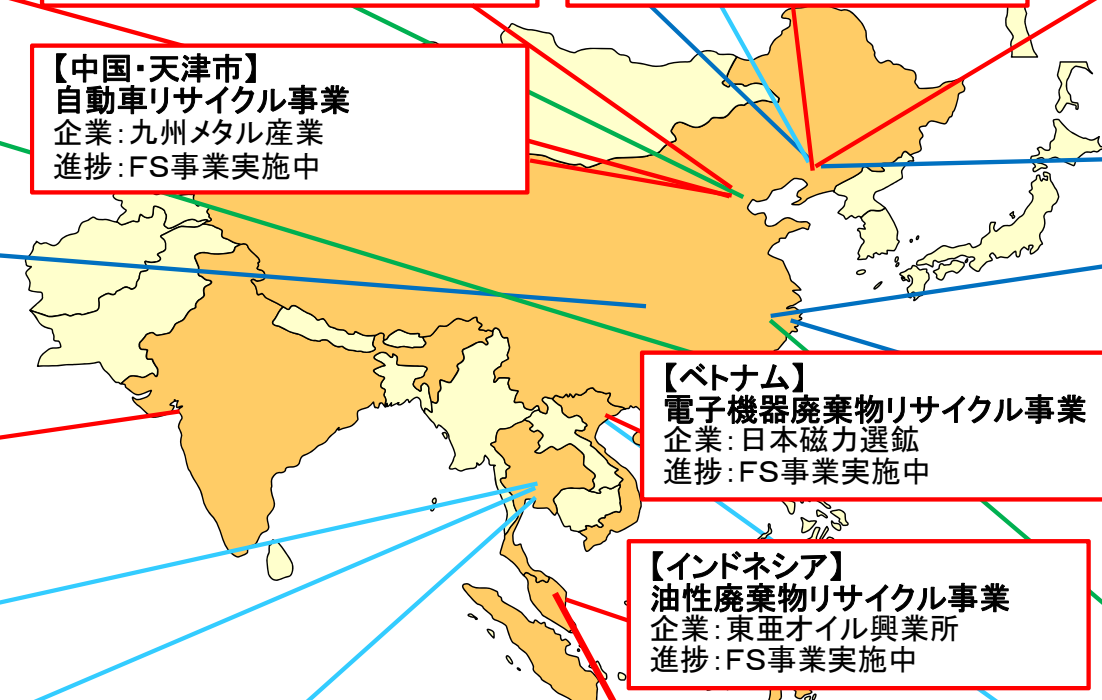 【中国・天津市】
自動車リサイクル事業
企業：九州メタル産業
進捗：FS事業実施中
【ベトナム】
電子機器廃棄物リサイクル事業
企業：日本磁力選鉱
進捗：FS事業実施中
【インドネシア】
油性廃棄物リサイクル事業
企業：東亜オイル興業所
進捗：FS事業実施中